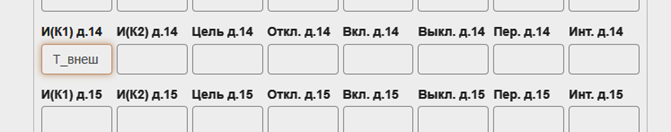 И(К1) д.14 И(К2) д.14 Цель д.14 Откл. д.14 Вкл. д.14 Выкл. д.14 Пер. д.14 Инт. д.14
Т_внеш
И(К1) д.15 И(К2) д.15 Цель д.15 Откл. д.15 Вкл. д.15 Выкл. д.15 Пер. д.15 Инт. д.15